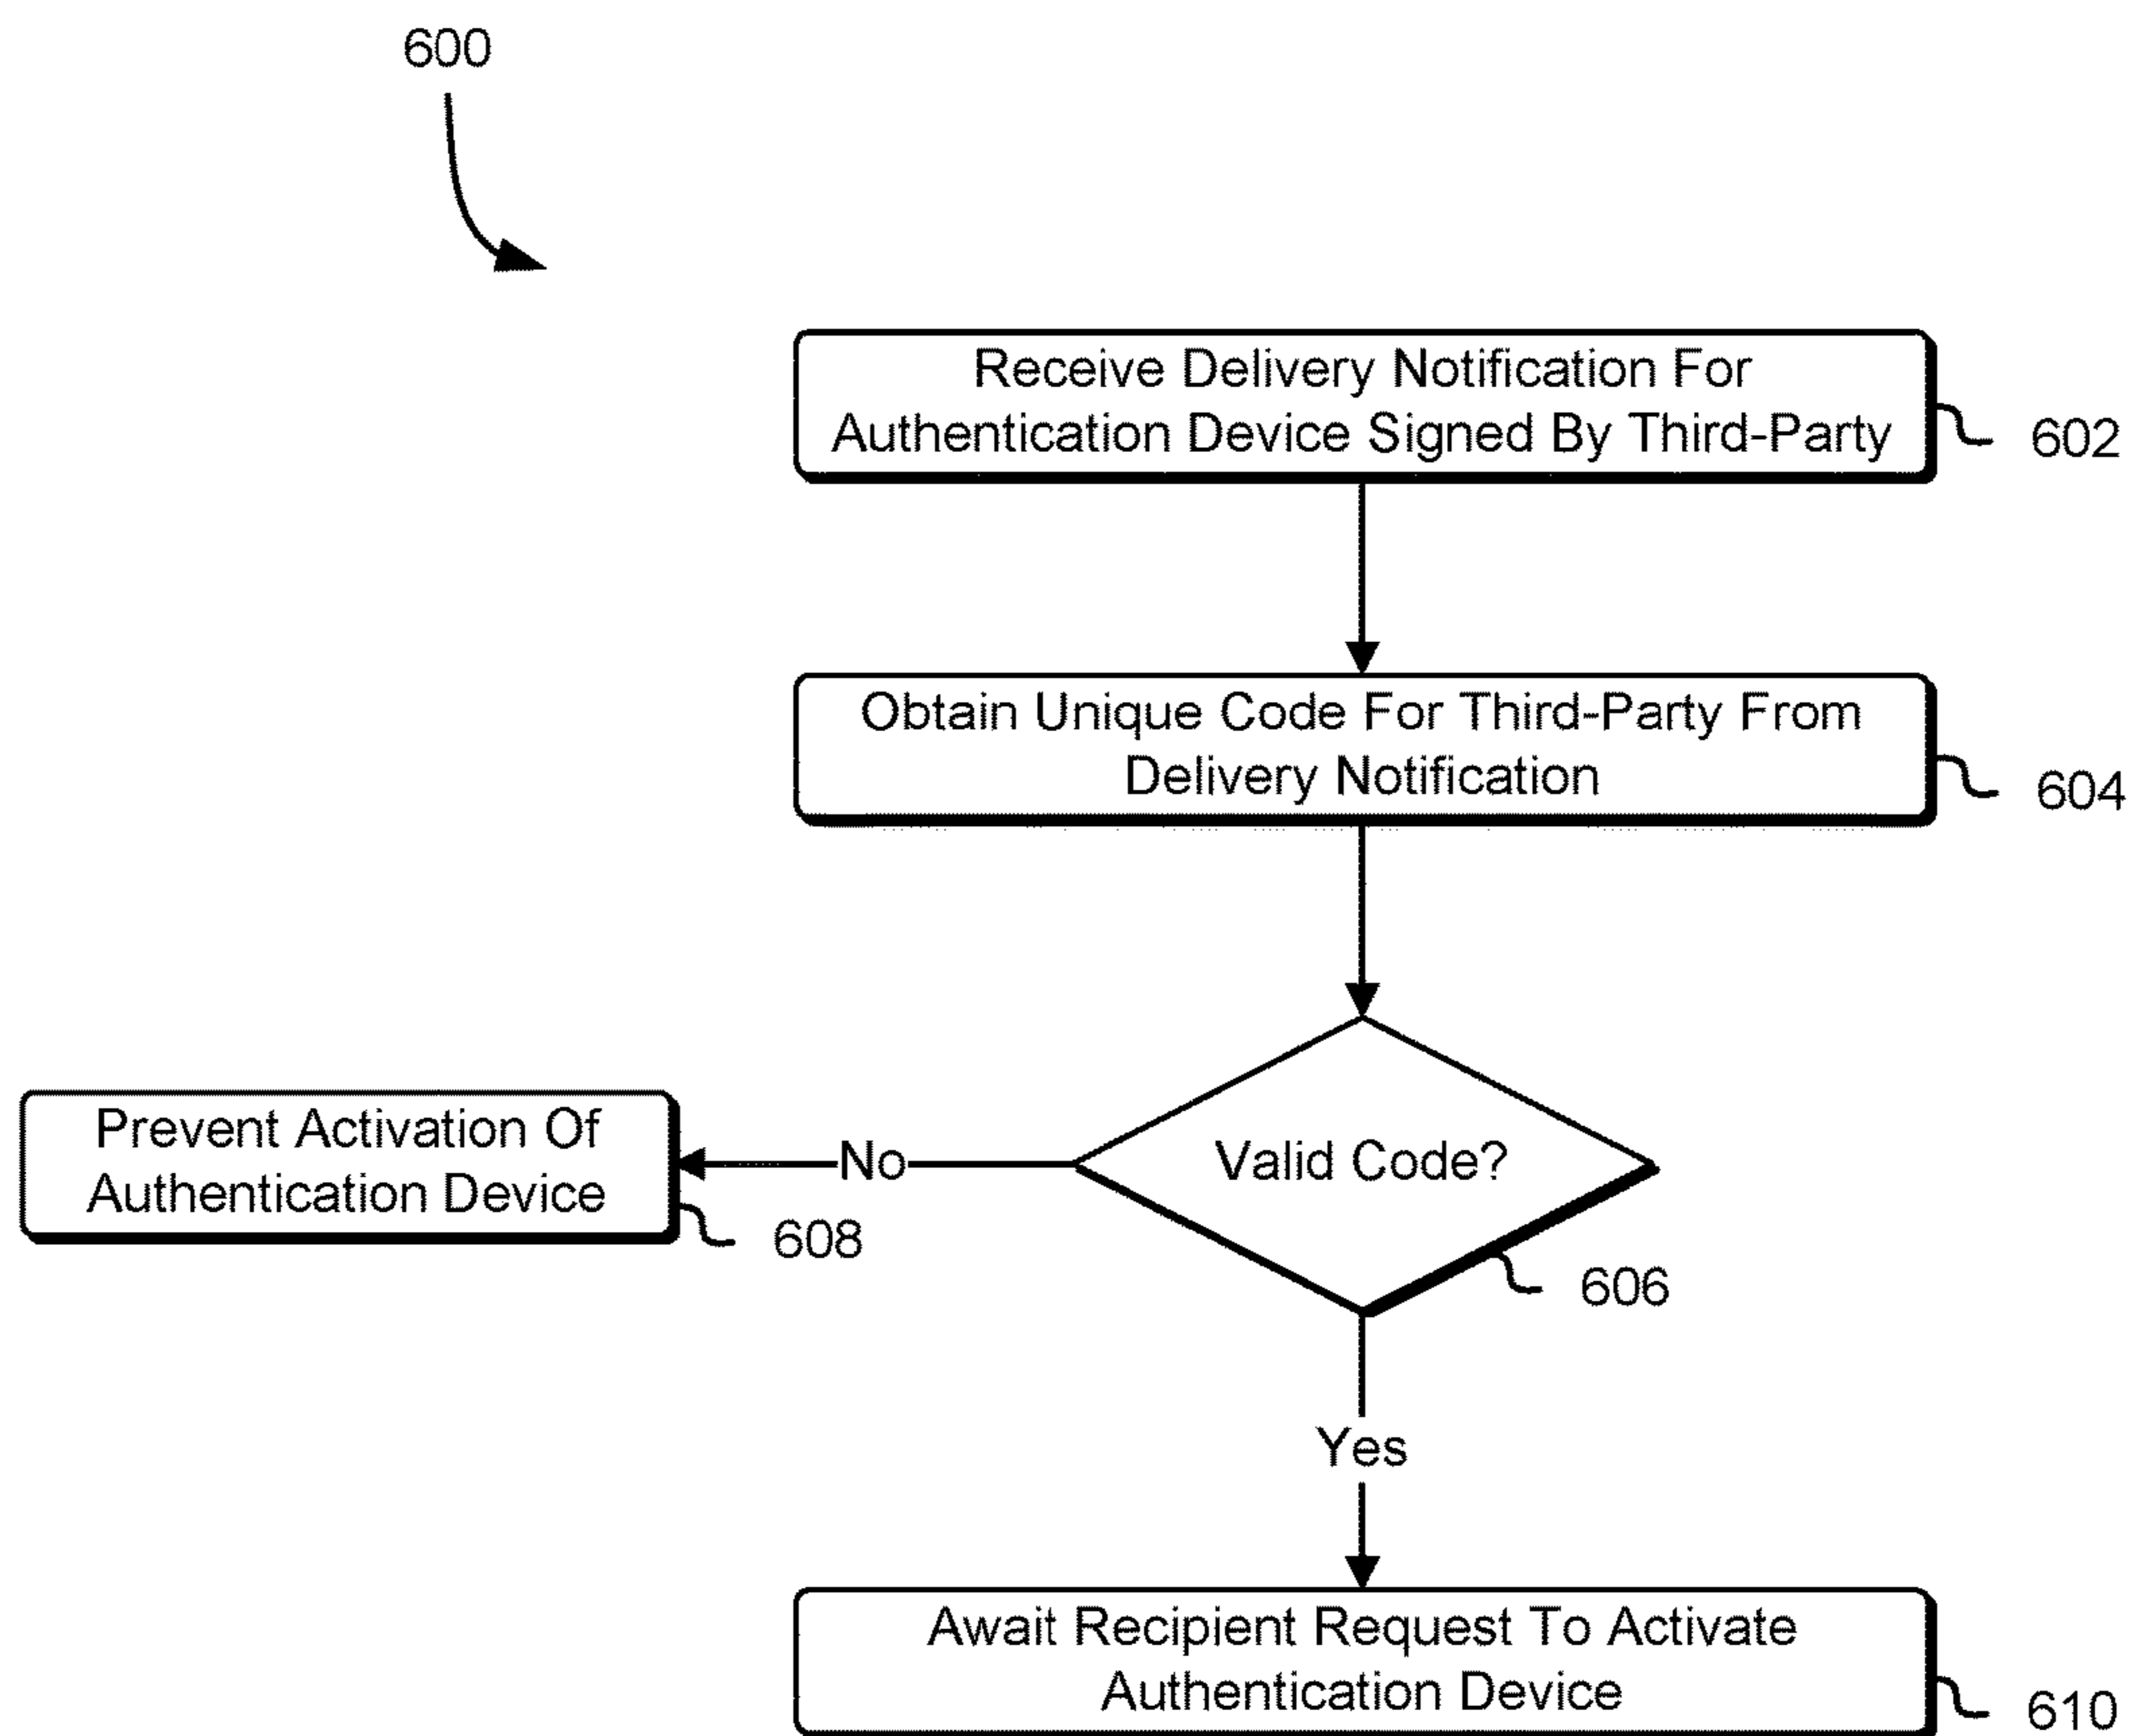 600
Receive Delivery Notification For
Authentication Device Signed By Third-Party
602
Obtain Unique Code For Third-Party From
Delivery Notification
604
Valid Code?
606
No
Prevent Activation Of
Authentication Device
608
Yes
Await Recipient Request To Activate
Authentication Device
610